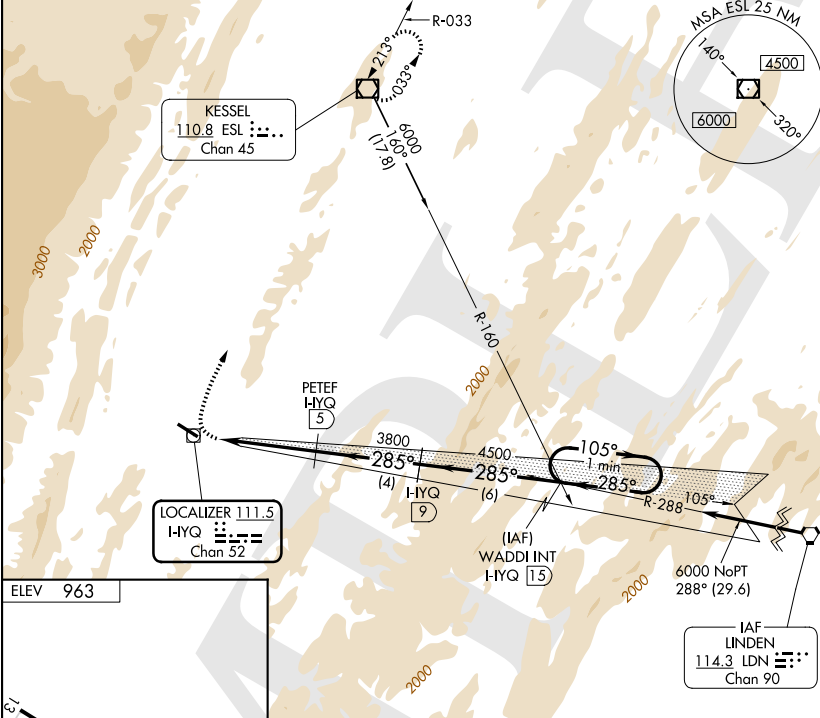 R-033
213°
033°
KESSEL
110.8 ESL
Chan 45
MSA ESL 25 NM
140°
4500
6000
320°
6000
160°
(17.8)
3000
2000
R-160
2000
PETEF
I-IYQ
5
3800
4500
285°
(4)
I-IYQ
9
285°
(6)
105°
1 min
285°
R-288
105°
LOCALIZER 111.5
I-IYQ
Chan 52
(IAF)
WADDI INT
I-IYQ 15
6000 NoPT
288° (29.6)
2000
IAF
LINDEN
114.3 LDN
Chan 90
2000
ELEV 963
13